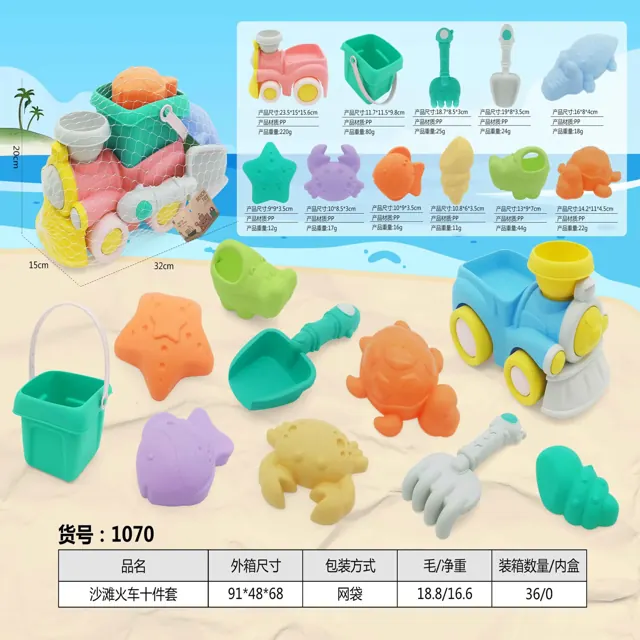 产品尺寸:23.5*15*15.6cm
产品材质:PP
产品重量:220g
产品尺寸:11.7*11.5*9.8cm
产品材质:PP
产品重量:80g
产品尺寸:18.7*8.5*3cm
产品材质:PP
产品重量:25g
产品尺寸:19*8*3.5cm
产品材质:PP
产品重量:24g
产品尺寸:16*8*4cm
产品材质:PP
产品重量:18g
产品尺寸:9*9*3.5cm
产品材质:PP
产品重量:12g
产品尺寸:10*8.5*3cm
产品材质:PP
产品重量:17g
产品尺寸:10*9*3.5cm
产品材质:PP
产品重量:16g
产品尺寸:10.8*6*3.5cm
产品材质:PP
产品重量:11g
产品尺寸:13*9*7cm
产品材质:PP
产品重量:44g
产品尺寸:14.2*11*4.5cm
产品材质:PP
产品重量:22g
20cm
15cm
32cm
货号:1070
品名 外箱尺寸 包装方式 毛/净重 装箱数量/内盒
沙滩火车十件套 91*48*68 网袋 18.8/16.6 36/0